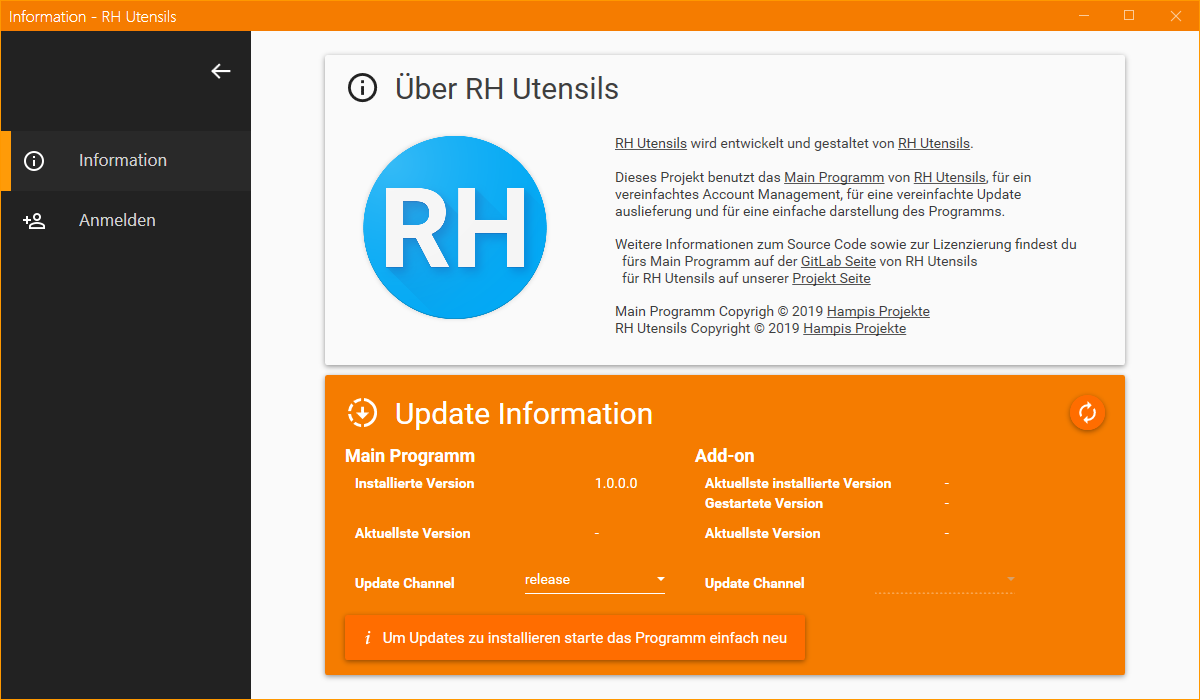 Information - RH Utensils
Information
Anmelden
Über RH Utensils
RH
RH Utensils wird entwickelt und gestaltet von RH Utensils.
Dieses Projekt benutzt das Main Programm von RH Utensils, für ein
vereinfachtes Account Management, für eine vereinfachte Update
auslieferung und für eine einfache darstellung des Programms.
Weitere Informationen zum Source Code sowie zur Lizenzierung findest du
fürs Main Programm auf der GitLab Seite von RH Utensils
für RH Utensils auf unserer Projekt Seite
Main Programm Copyrigh © 2019 Hampis Projekte
RH Utensils Copyright © 2019 Hampis Projekte
Update Information
Main Programm
Installierte Version 1.0.0.0
Aktuellste Version -
Update Channel release
Add-on
Aktuellste installierte Version -
Gestartete Version -
Aktuellste Version -
Update Channel
i Um Updates zu installieren starte das Programm einfach neu